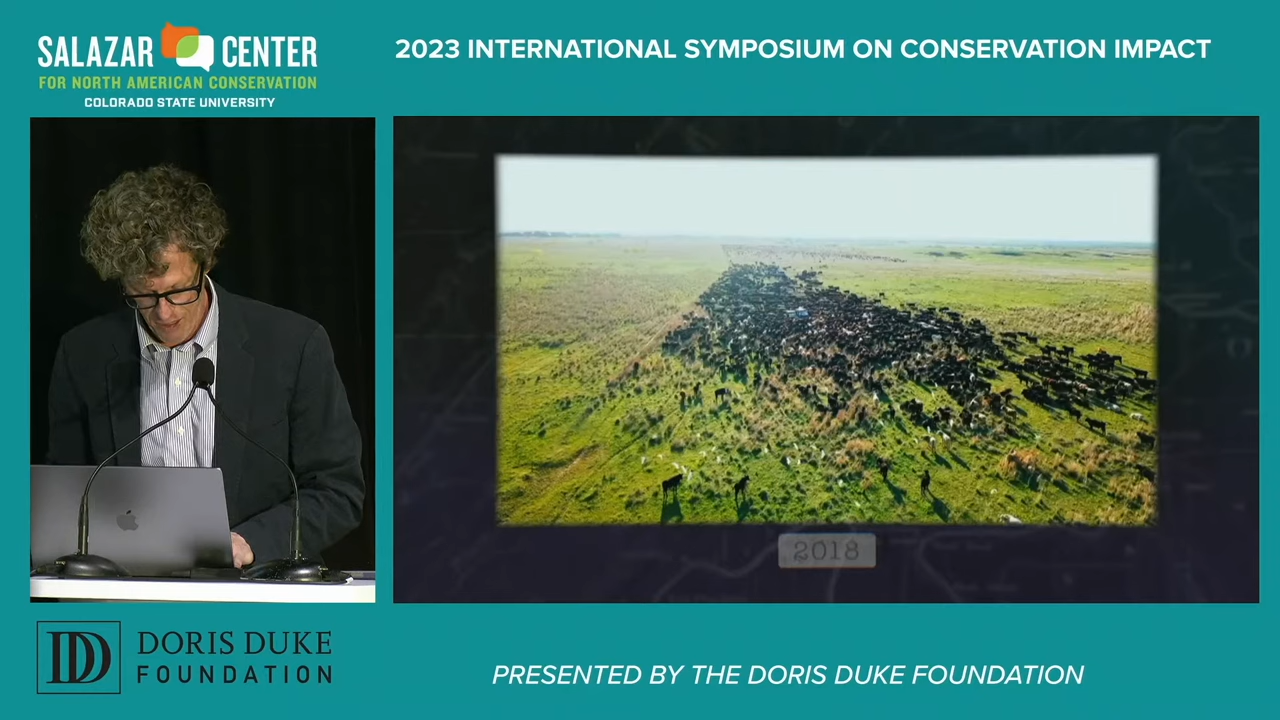 SALAZAR CENTER
FOR NORTH AMERICAN CONSERVATION
COLORADO STATE UNIVERSITY
2023 INTERNATIONAL SYMPOSIUM ON CONSERVATION IMPACT
2018
DD
DORIS DUKE
FOUNDATION
PRESENTED BY THE DORIS DUKE FOUNDATION